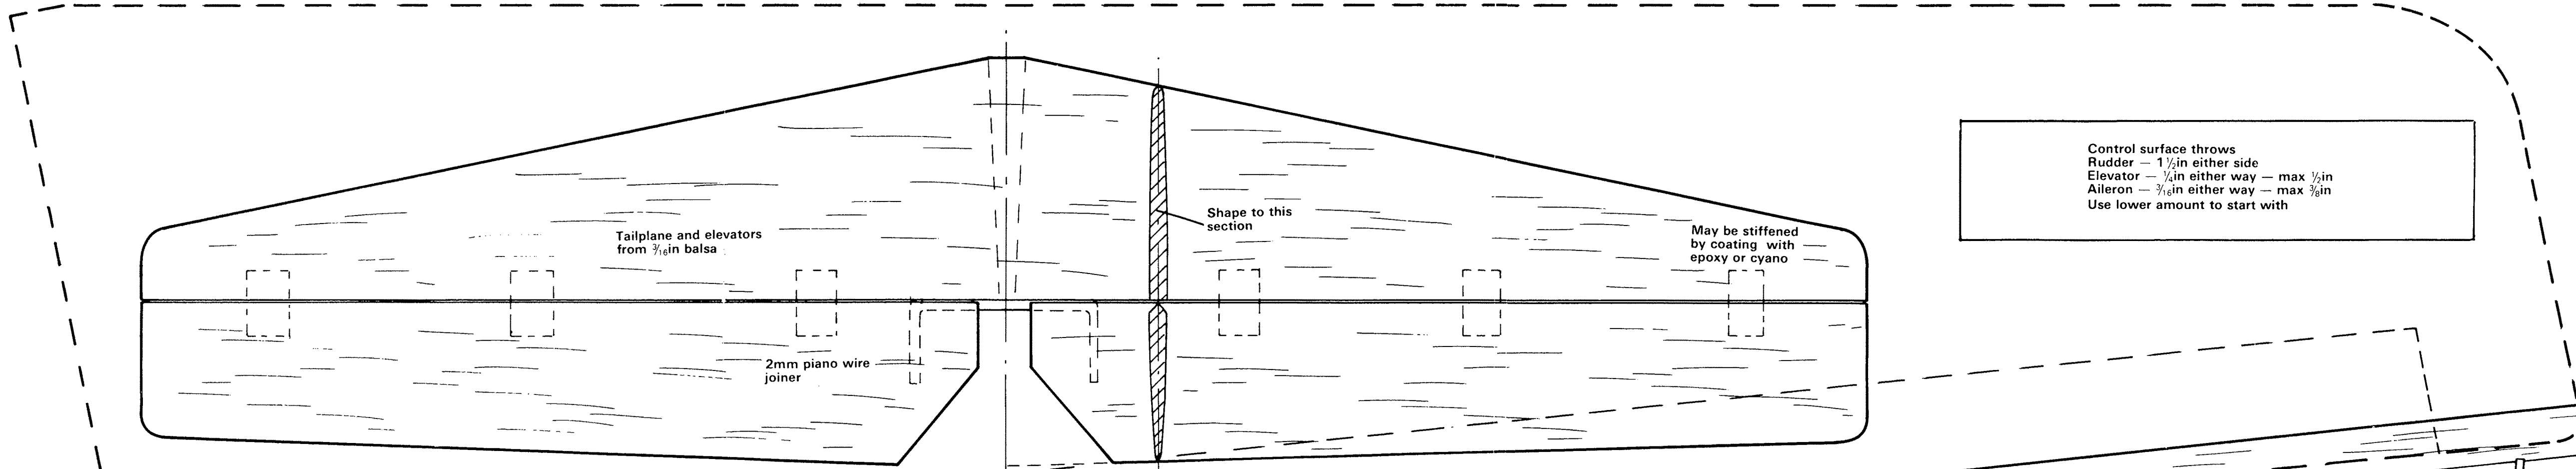 Control surface throws
Rudder — 1½in either side
Elevator — ¼in either way — max ½in
Aileron — ³⁄₁₆in either way — max ⅜in
Use lower amount to start with
Shape to this
section
May be stiffened
by coating with
epoxy or cyano
Tailplane and elevators
from ³⁄₁₆in balsa
2mm piano wire
joiner